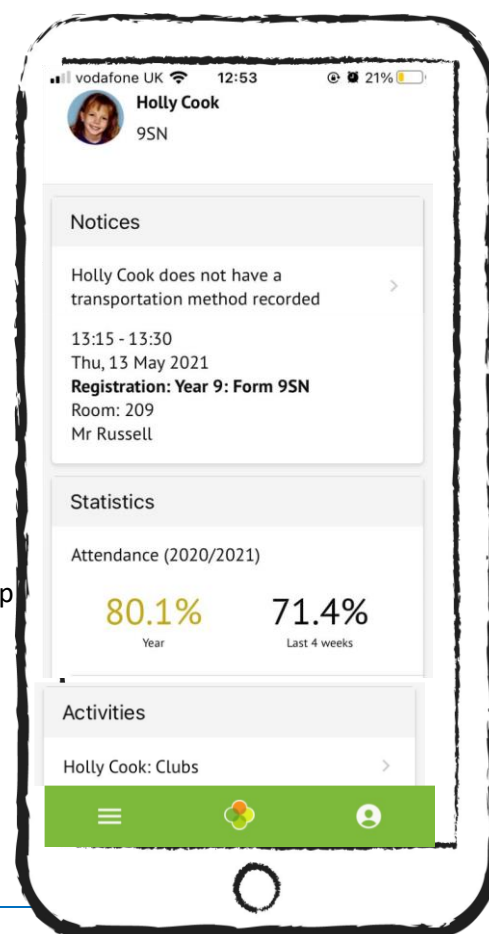 vodafone UK 12:53 21%
Holly Cook
9SN
Notices
Holly Cook does not have a
transportation method recorded
13:15 - 13:30
Thu, 13 May 2021
Registration: Year 9: Form 9SN
Room: 209
Mr Russell
Statistics
Attendance (2020/2021)
80.1% 71.4%
Year Last 4 weeks
p
Activities
Holly Cook: Clubs